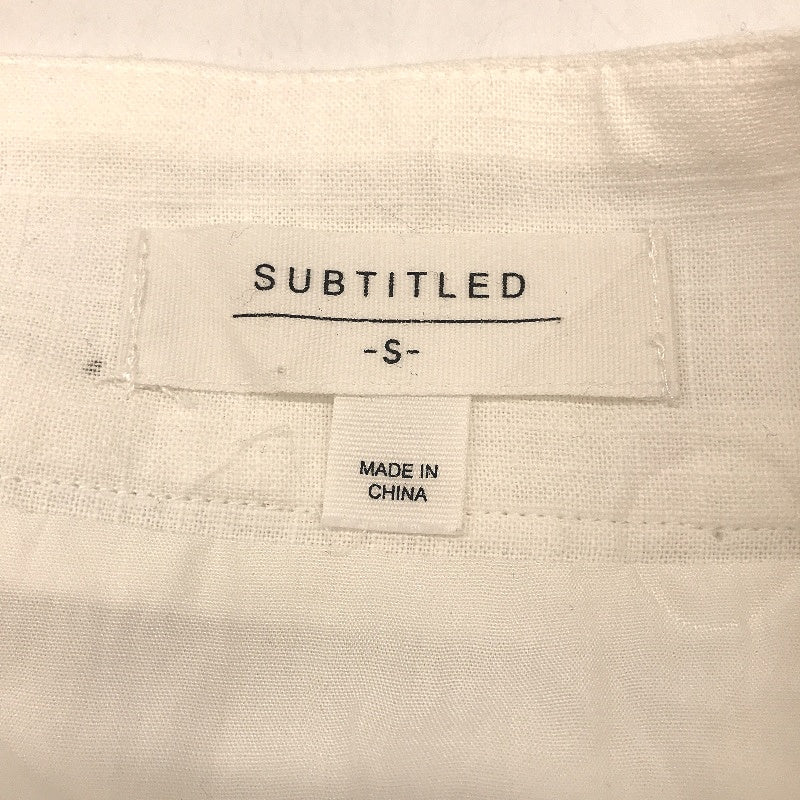 SUBTITLED
-S-
MADE IN
CHINA